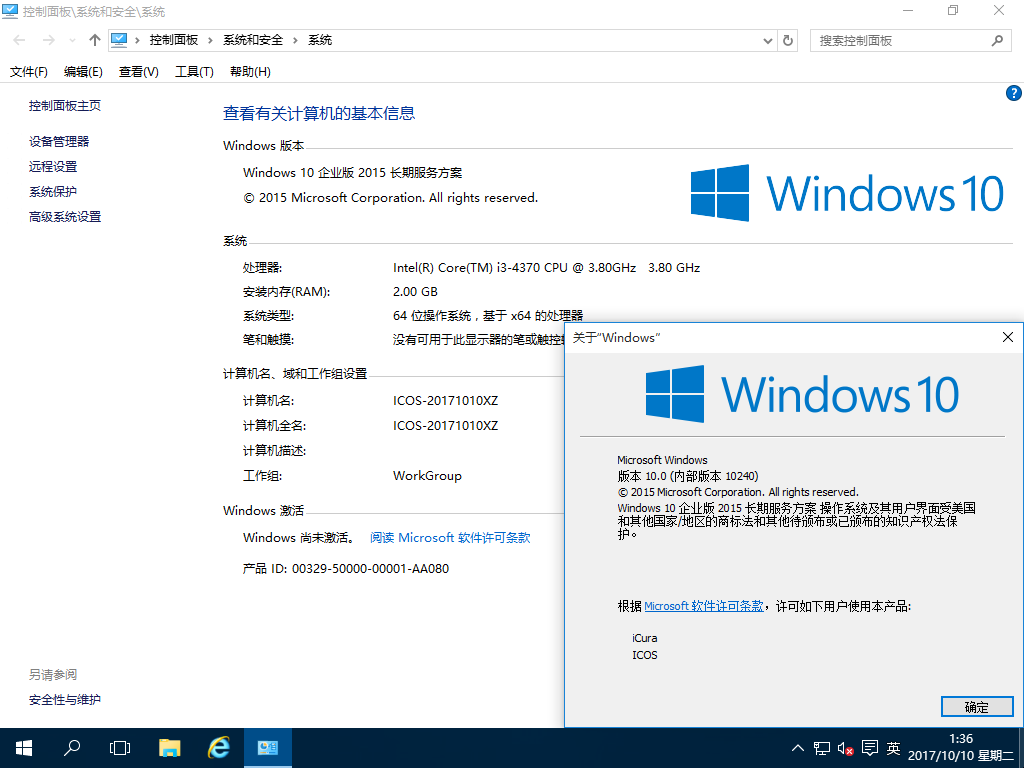 控制面板\系统和安全\系统
控制面板 系统和安全 系统
搜索控制面板
文件(F) 编辑(E) 查看(V) 工具(T) 帮助(H)
控制面板主页
设备管理器
远程设置
系统保护
高级系统设置
另请参阅
安全性与维护
查看有关计算机的基本信息
Windows 版本
Windows 10 企业版 2015 长期服务方案
© 2015 Microsoft Corporation. All rights reserved.
Windows 10
系统
处理器: Intel(R) Core(TM) i3-4370 CPU @ 3.80GHz 3.80 GHz
安装内存(RAM): 2.00 GB
系统类型: 64 位操作系统，基于 x64 的处理器
笔和触摸: 没有可用于此显示器的笔或触控
计算机名、域和工作组设置
计算机名: ICOS-20171010XZ
计算机全名: ICOS-20171010XZ
计算机描述:
工作组: WorkGroup
Windows 激活
Windows 尚未激活。 阅读 Microsoft 软件许可条款
产品 ID: 00329-50000-00001-AA080
关于"Windows"
Windows 10
Microsoft Windows
版本 10.0 (内部版本 10240)
© 2015 Microsoft Corporation. All rights reserved.
Windows 10 企业版 2015 长期服务方案 操作系统及其用户界面受美国
和其他国家/地区的商标法和其他待颁布或已颁布的知识产权法保
护。
根据 Microsoft 软件许可条款，许可如下用户使用本产品:
iCura
ICOS
确定
英
1:36
2017/10/10 星期二